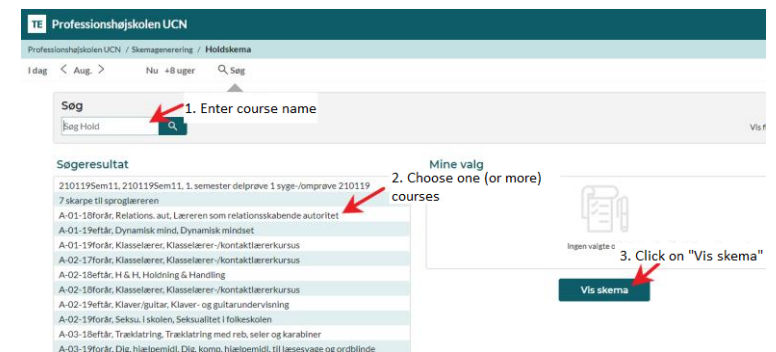 TE Professionshøjskolen UCN
Professionshøjskolen UCN / Skemagenerering / Holdskema
I dag < Aug. > Nu +8 uger Søg
Søg
1. Enter course name
Søg Hold
Vis f
Søgeresultat
Mine valg
2. Choose one (or more)
courses
210119Sem11, 210119Sem11, 1. semester delprøve 1 syge-/omprøve 210119
7 skarpe til sproglæreren
A-01-18forår, Relations. aut, Læreren som relationsskabende autoritet
A-01-19eftår, Dynamisk mind, Dynamisk mindset
A-01-19forår, Klasselærer, Klasselærer-/kontaktlærerkursus
A-02-17forår, Klasselærer, Klasselærer-/kontaktlærerkursus
A-02-18eftår, H & H, Holdning & Handling
A-02-18forår, Klasselærer, Klasselærer-/kontaktlærerkursus
A-02-19eftår, Klaver/guitar, Klaver- og guitarundervisning
A-02-19forår, Seksu. i skolen, Seksualitet i folkeskolen
A-03-18eftår, Træklatring, Træklatring med reb, seler og karabiner
A-03-19forår, Dig. hjælpemidl, Dig. komp. hjælpemidl. til læsesvage og ordblinde
Ingen valgte
3. Click on "Vis skema"
Vis skema